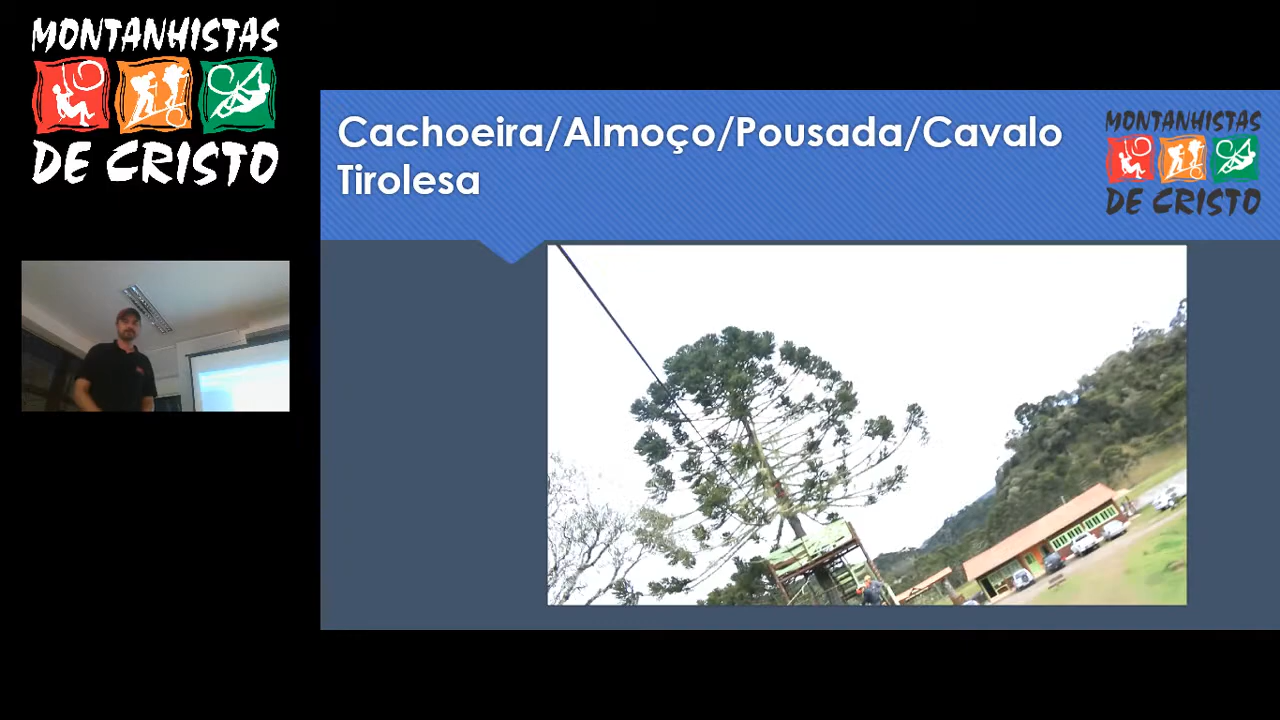 MONTANHISTAS
DE CRISTO
Cachoeira/Almoço/Pousada/Cavalo
Tirolesa
MONTANHISTAS
DE CRISTO